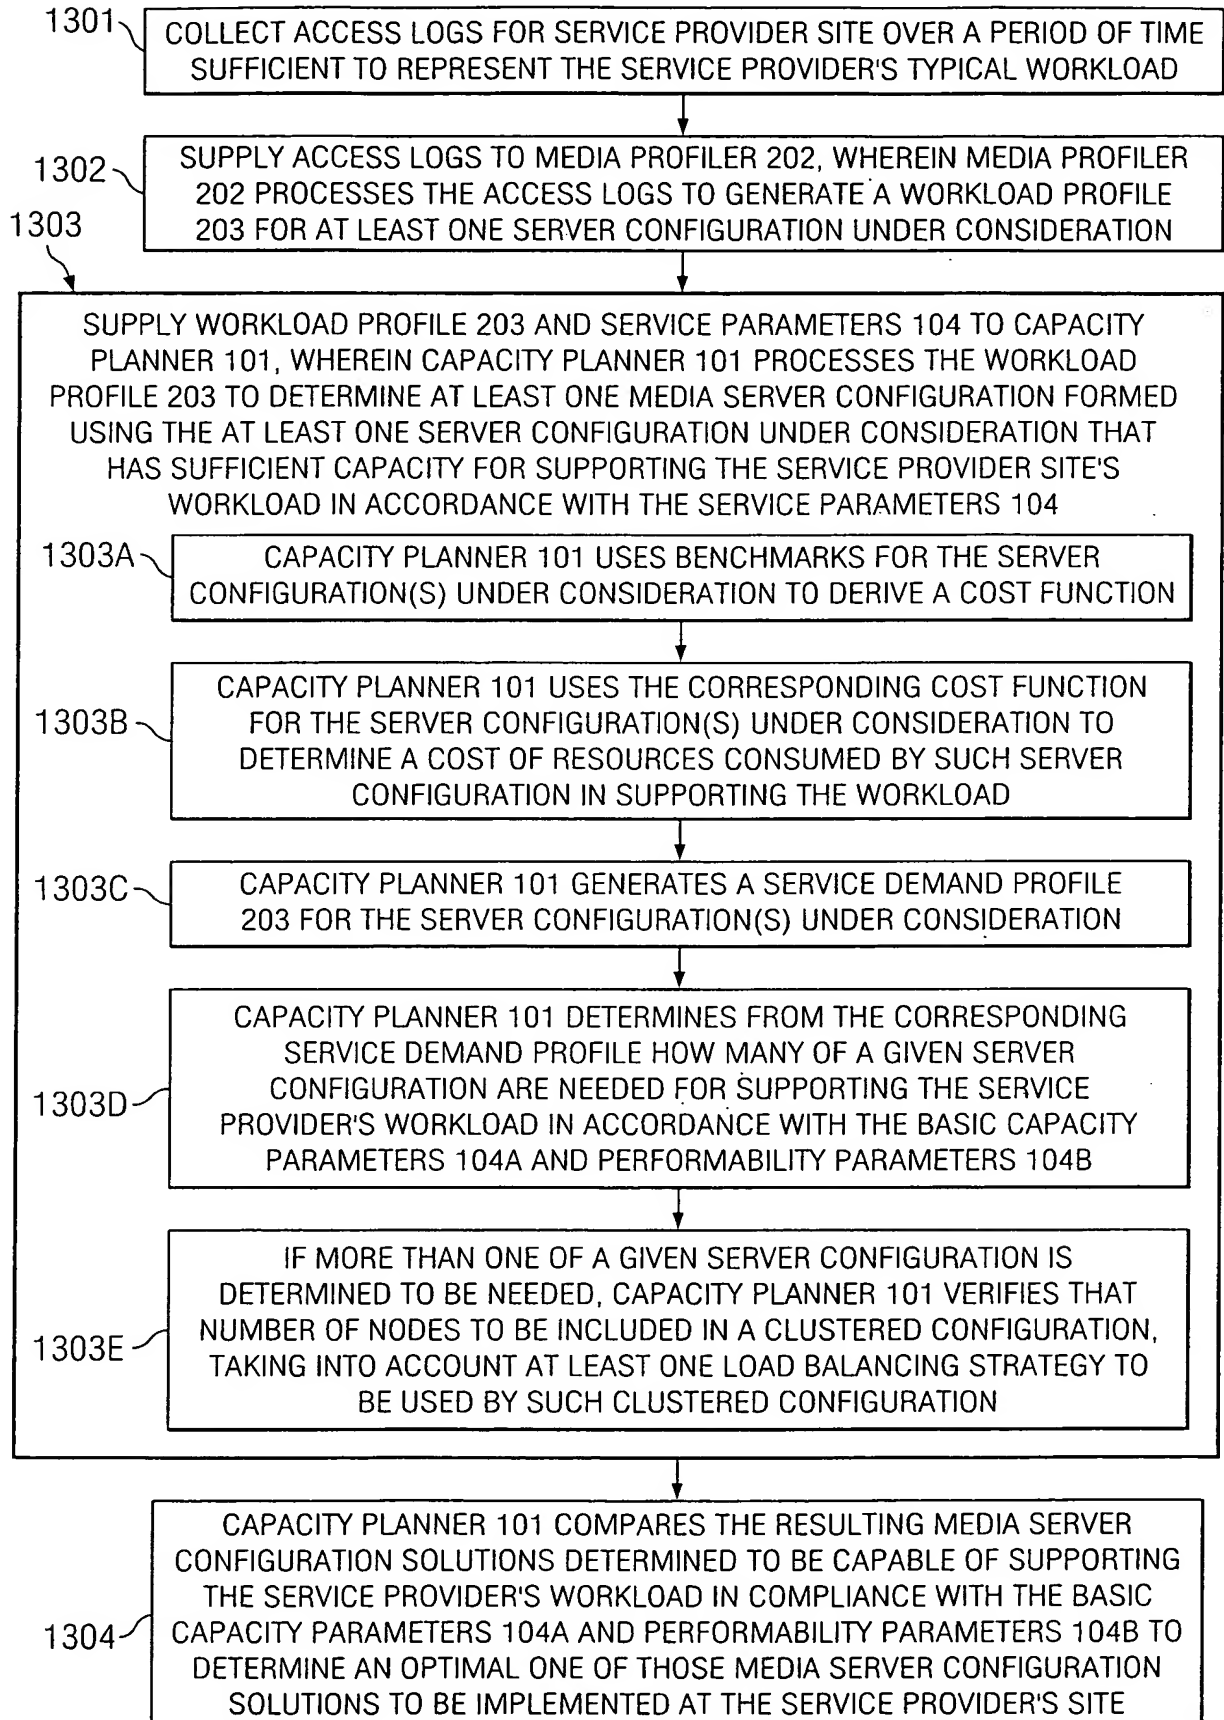 1301
COLLECT ACCESS LOGS FOR SERVICE PROVIDER SITE OVER A PERIOD OF TIME
SUFFICIENT TO REPRESENT THE SERVICE PROVIDER'S TYPICAL WORKLOAD
1302
SUPPLY ACCESS LOGS TO MEDIA PROFILER 202, WHEREIN MEDIA PROFILER
202 PROCESSES THE ACCESS LOGS TO GENERATE A WORKLOAD PROFILE
203 FOR AT LEAST ONE SERVER CONFIGURATION UNDER CONSIDERATION
1303
SUPPLY WORKLOAD PROFILE 203 AND SERVICE PARAMETERS 104 TO CAPACITY
PLANNER 101, WHEREIN CAPACITY PLANNER 101 PROCESSES THE WORKLOAD
PROFILE 203 TO DETERMINE AT LEAST ONE MEDIA SERVER CONFIGURATION FORMED
USING THE AT LEAST ONE SERVER CONFIGURATION UNDER CONSIDERATION THAT
HAS SUFFICIENT CAPACITY FOR SUPPORTING THE SERVICE PROVIDER SITE'S
WORKLOAD IN ACCORDANCE WITH THE SERVICE PARAMETERS 104
1303A
CAPACITY PLANNER 101 USES BENCHMARKS FOR THE SERVER
CONFIGURATION(S) UNDER CONSIDERATION TO DERIVE A COST FUNCTION
1303B
CAPACITY PLANNER 101 USES THE CORRESPONDING COST FUNCTION
FOR THE SERVER CONFIGURATION(S) UNDER CONSIDERATION TO
DETERMINE A COST OF RESOURCES CONSUMED BY SUCH SERVER
CONFIGURATION IN SUPPORTING THE WORKLOAD
1303C
CAPACITY PLANNER 101 GENERATES A SERVICE DEMAND PROFILE
203 FOR THE SERVER CONFIGURATION(S) UNDER CONSIDERATION
1303D
CAPACITY PLANNER 101 DETERMINES FROM THE CORRESPONDING
SERVICE DEMAND PROFILE HOW MANY OF A GIVEN SERVER
CONFIGURATION ARE NEEDED FOR SUPPORTING THE SERVICE
PROVIDER'S WORKLOAD IN ACCORDANCE WITH THE BASIC CAPACITY
PARAMETERS 104A AND PERFORMABILITY PARAMETERS 104B
1303E
IF MORE THAN ONE OF A GIVEN SERVER CONFIGURATION IS
DETERMINED TO BE NEEDED, CAPACITY PLANNER 101 VERIFIES THAT
NUMBER OF NODES TO BE INCLUDED IN A CLUSTERED CONFIGURATION,
TAKING INTO ACCOUNT AT LEAST ONE LOAD BALANCING STRATEGY TO
BE USED BY SUCH CLUSTERED CONFIGURATION
1304
CAPACITY PLANNER 101 COMPARES THE RESULTING MEDIA SERVER
CONFIGURATION SOLUTIONS DETERMINED TO BE CAPABLE OF SUPPORTING
THE SERVICE PROVIDER'S WORKLOAD IN COMPLIANCE WITH THE BASIC
CAPACITY PARAMETERS 104A AND PERFORMABILITY PARAMETERS 104B TO
DETERMINE AN OPTIMAL ONE OF THOSE MEDIA SERVER CONFIGURATION
SOLUTIONS TO BE IMPLEMENTED AT THE SERVICE PROVIDER'S SITE